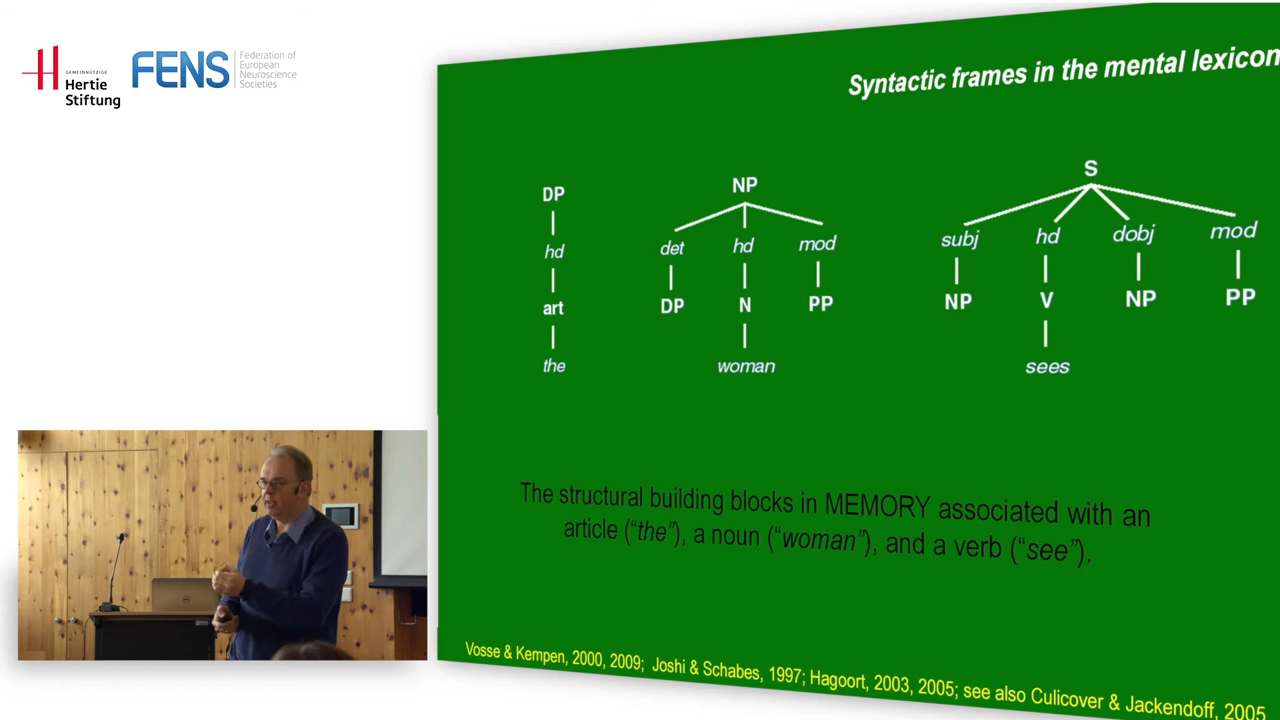 GEMEINNÜTZIGE
Hertie
Stiftung
FENS
Federation of
European
Neuroscience
Societies
Syntactic frames in the mental lexicon
DP
hd
art
the
NP
det hd mod
DP N PP
woman
S
subj hd dobj mod
NP V NP PP
sees
The structural building blocks in MEMORY associated with an
article (“the”), a noun (“woman”), and a verb (“see”).
Vosse & Kempen, 2000, 2009; Joshi & Schabes, 1997; Hagoort, 2003, 2005; see also Culicover & Jackendoff, 2005